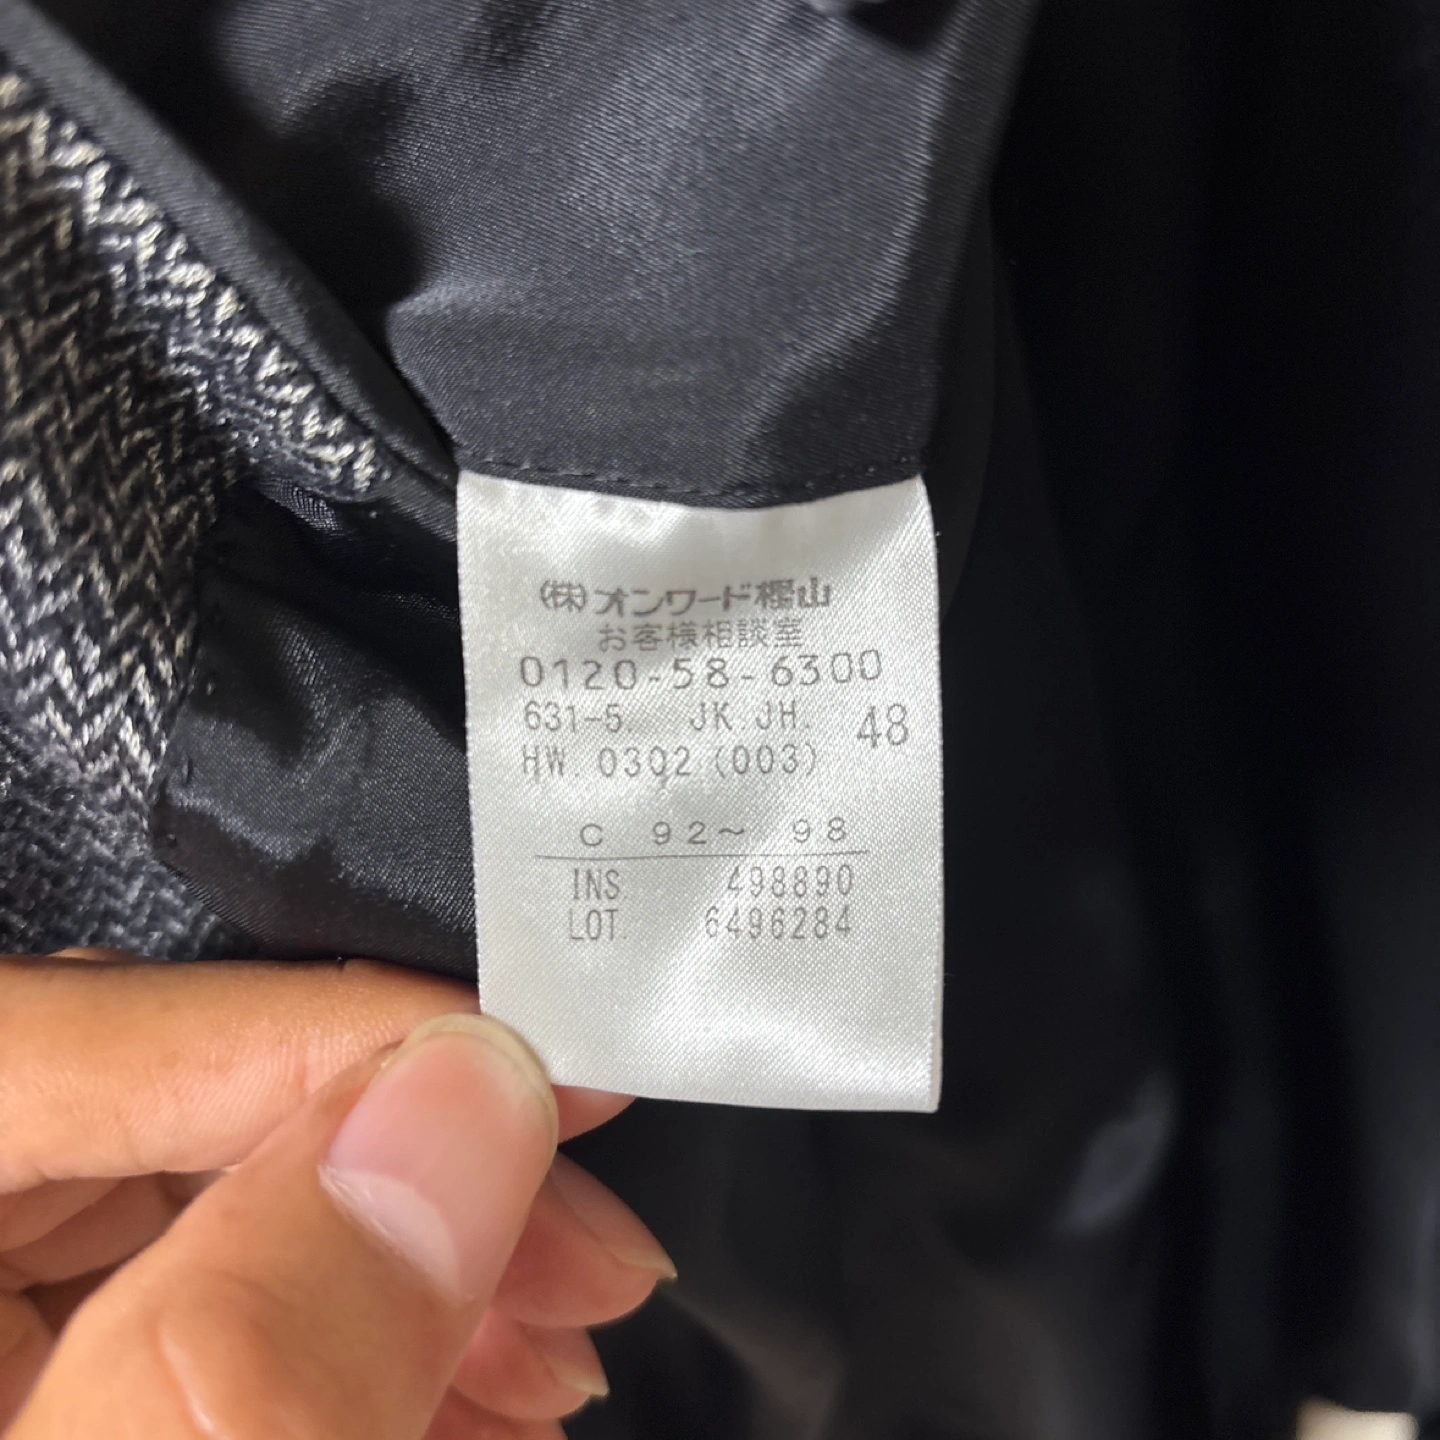 (株)オンワード樫山
お客様相談室
0120-58-6300
631-5. JK.JH. 48
HW. 0302 (003)
C 92~ 98
INS 498890
LOT. 6496284